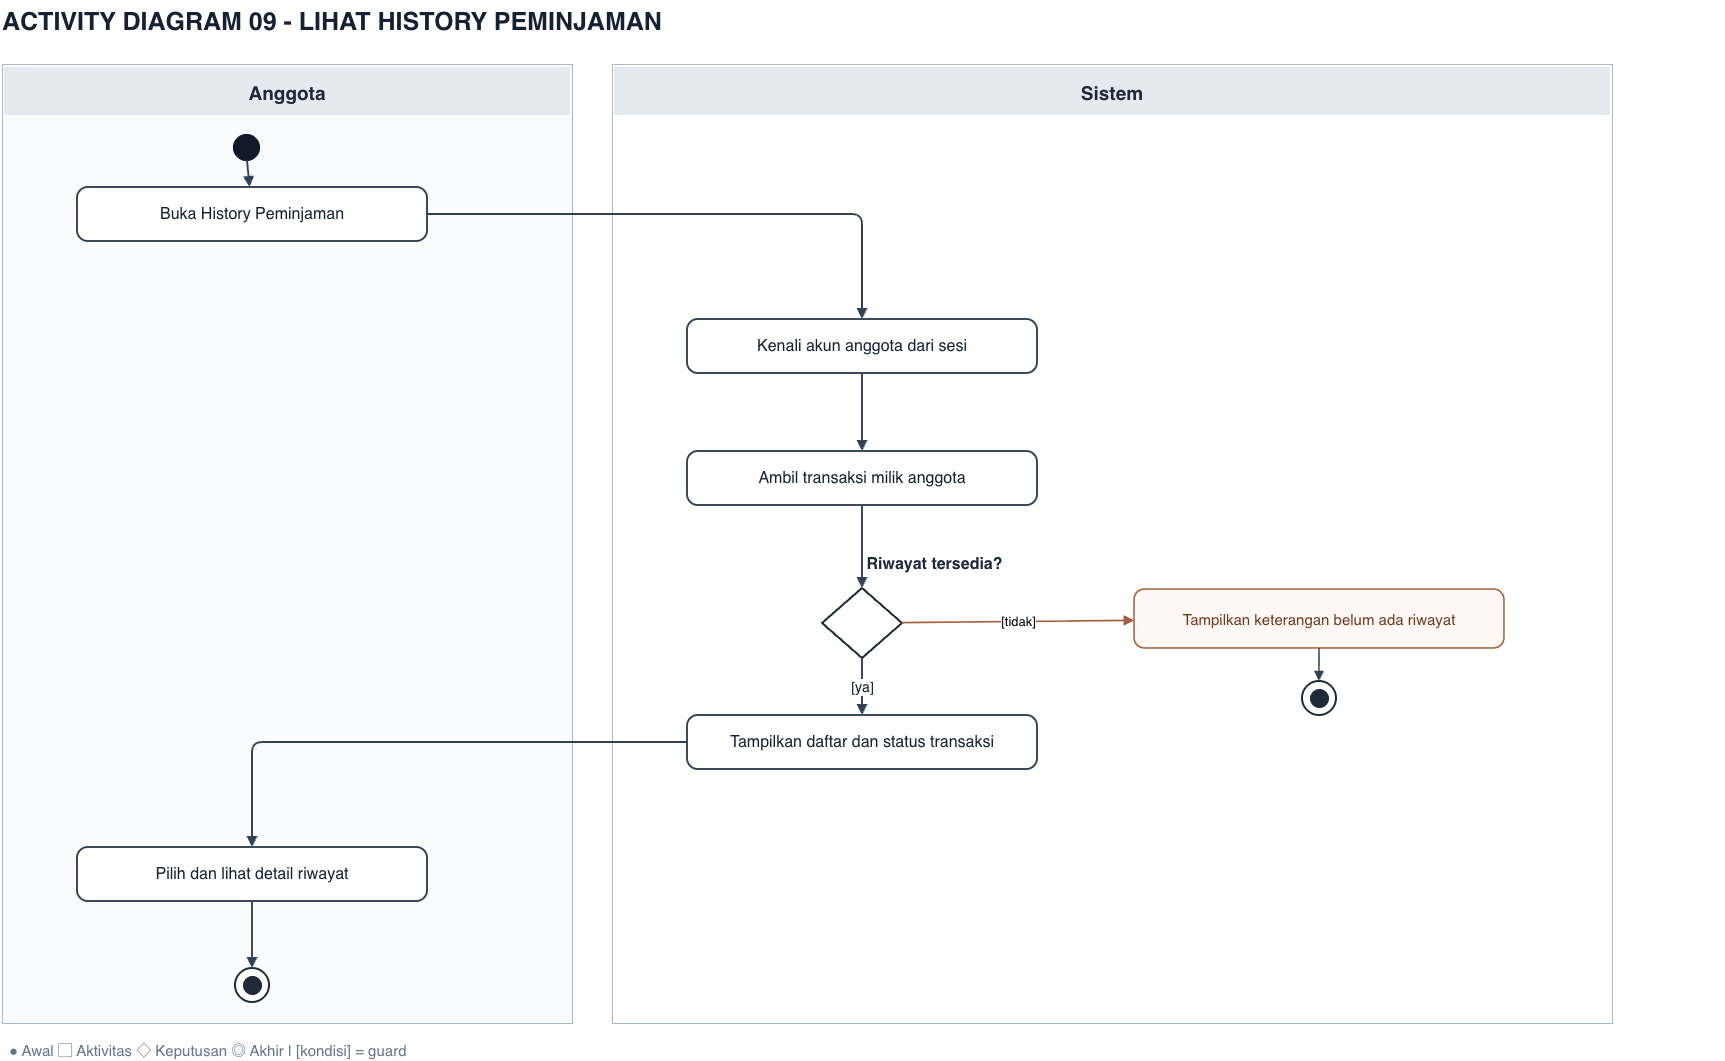 ACTIVITY DIAGRAM 09 - LIHAT HISTORY PEMINJAMAN
Anggota
Sistem
Buka History Peminjaman
Kenali akun anggota dari sesi
Ambil transaksi milik anggota
Riwayat tersedia?
[tidak]
Tampilkan keterangan belum ada riwayat
[ya]
Tampilkan daftar dan status transaksi
Pilih dan lihat detail riwayat
● Awal □ Aktivitas ◇ Keputusan ◎ Akhir | [kondisi] = guard